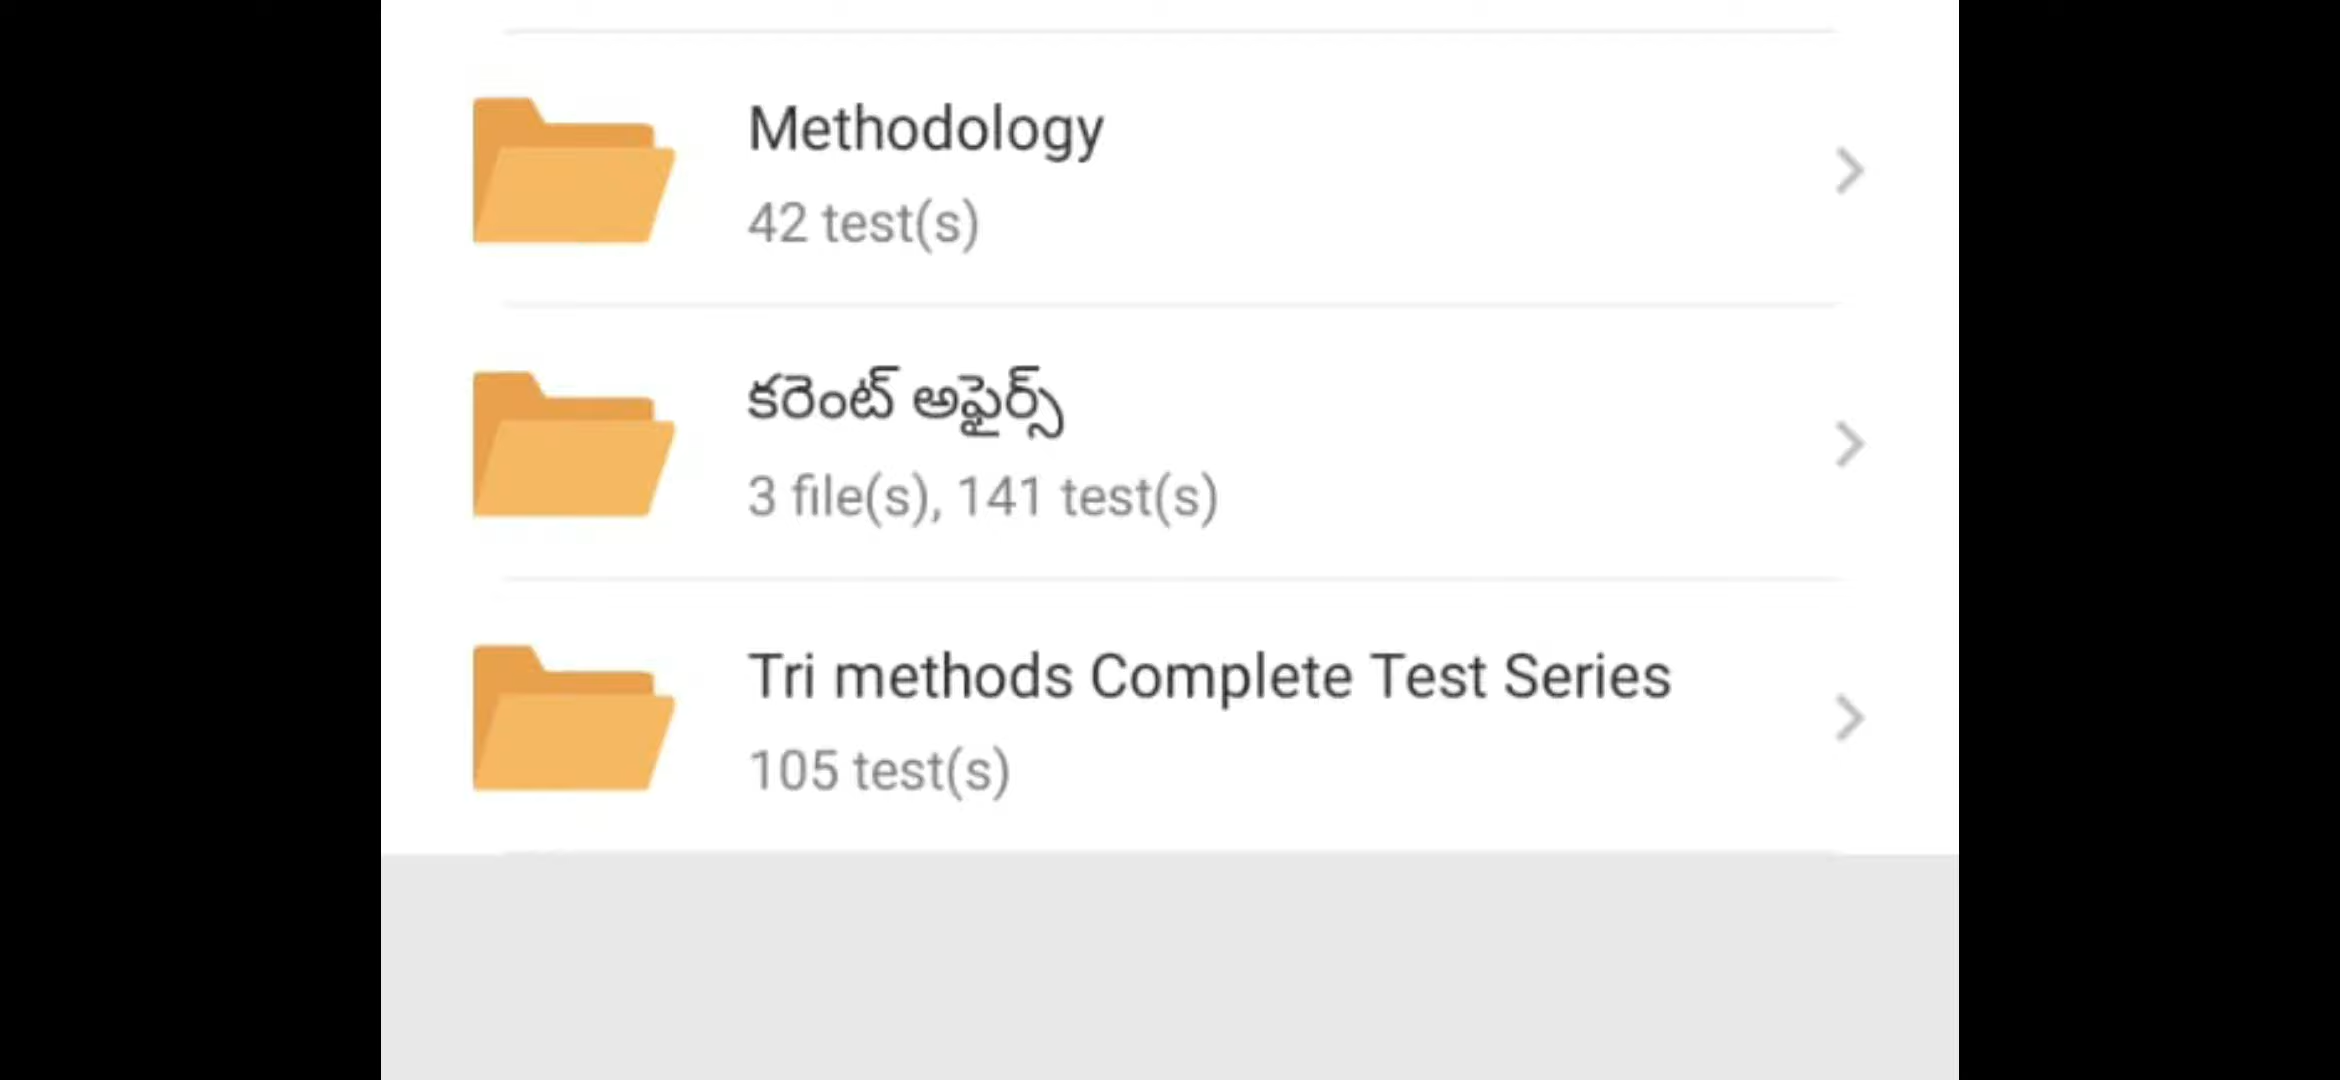 Methodology
42 test(s)
కరెంట్ అఫైర్స్
3 file(s), 141 test(s)
Tri methods Complete Test Series
105 test(s)